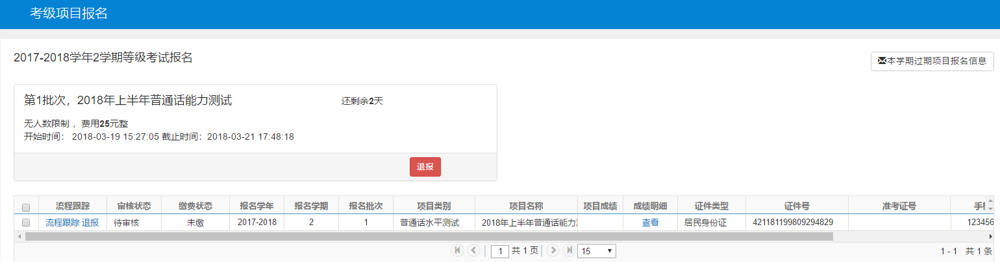 考级项目报名
2017-2018学年2学期等级考试报名
本学期过期项目报名信息
第1批次，2018年上半年普通话能力测试 还剩余2天
无人数限制 ，费用25元整
开始时间： 2018-03-19 15:27:05 截止时间：2018-03-21 17:48:18
退报
流程跟踪 审核状态 缴费状态 报名学年 报名学期 报名批次 项目类别 项目名称 项目成绩 成绩明细 证件类型 证件号 准考证号 手
流程跟踪 退报 待审核 未缴 2017-2018 2 1 普通话水平测试 2018年上半年普通话能力 查看 居民身份证 421181199809294829 123456
1 共 1 页 15 1 - 1 共 1 条